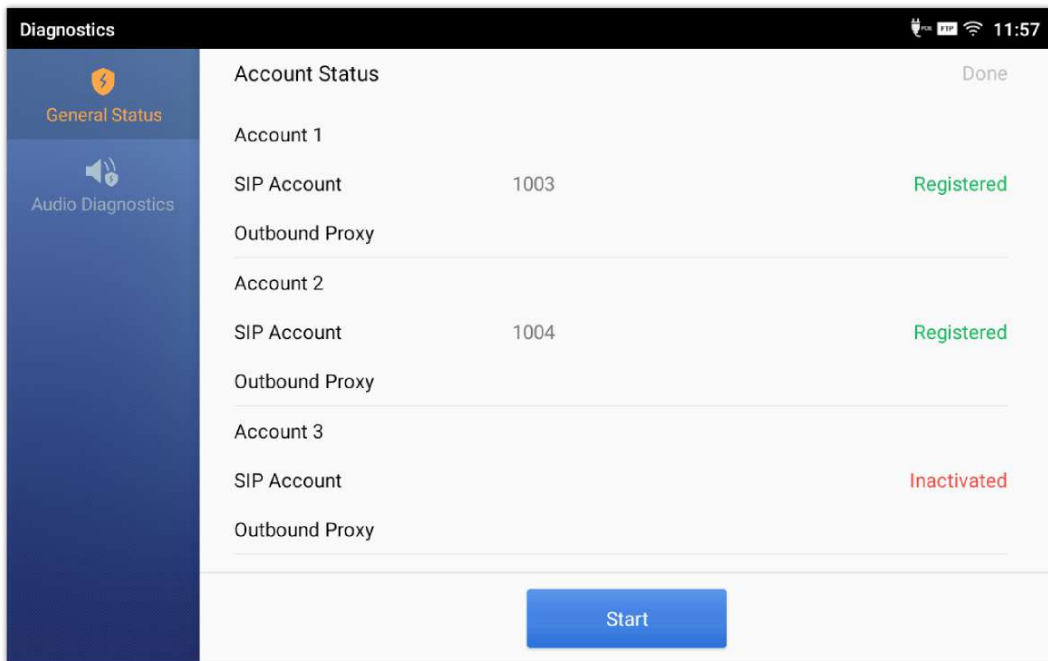 Diagnostics
FTP 11:57
General Status
Audio Diagnostics
Account Status Done
Account 1
SIP Account 1003 Registered
Outbound Proxy
Account 2
SIP Account 1004 Registered
Outbound Proxy
Account 3
SIP Account Inactivated
Outbound Proxy
Start